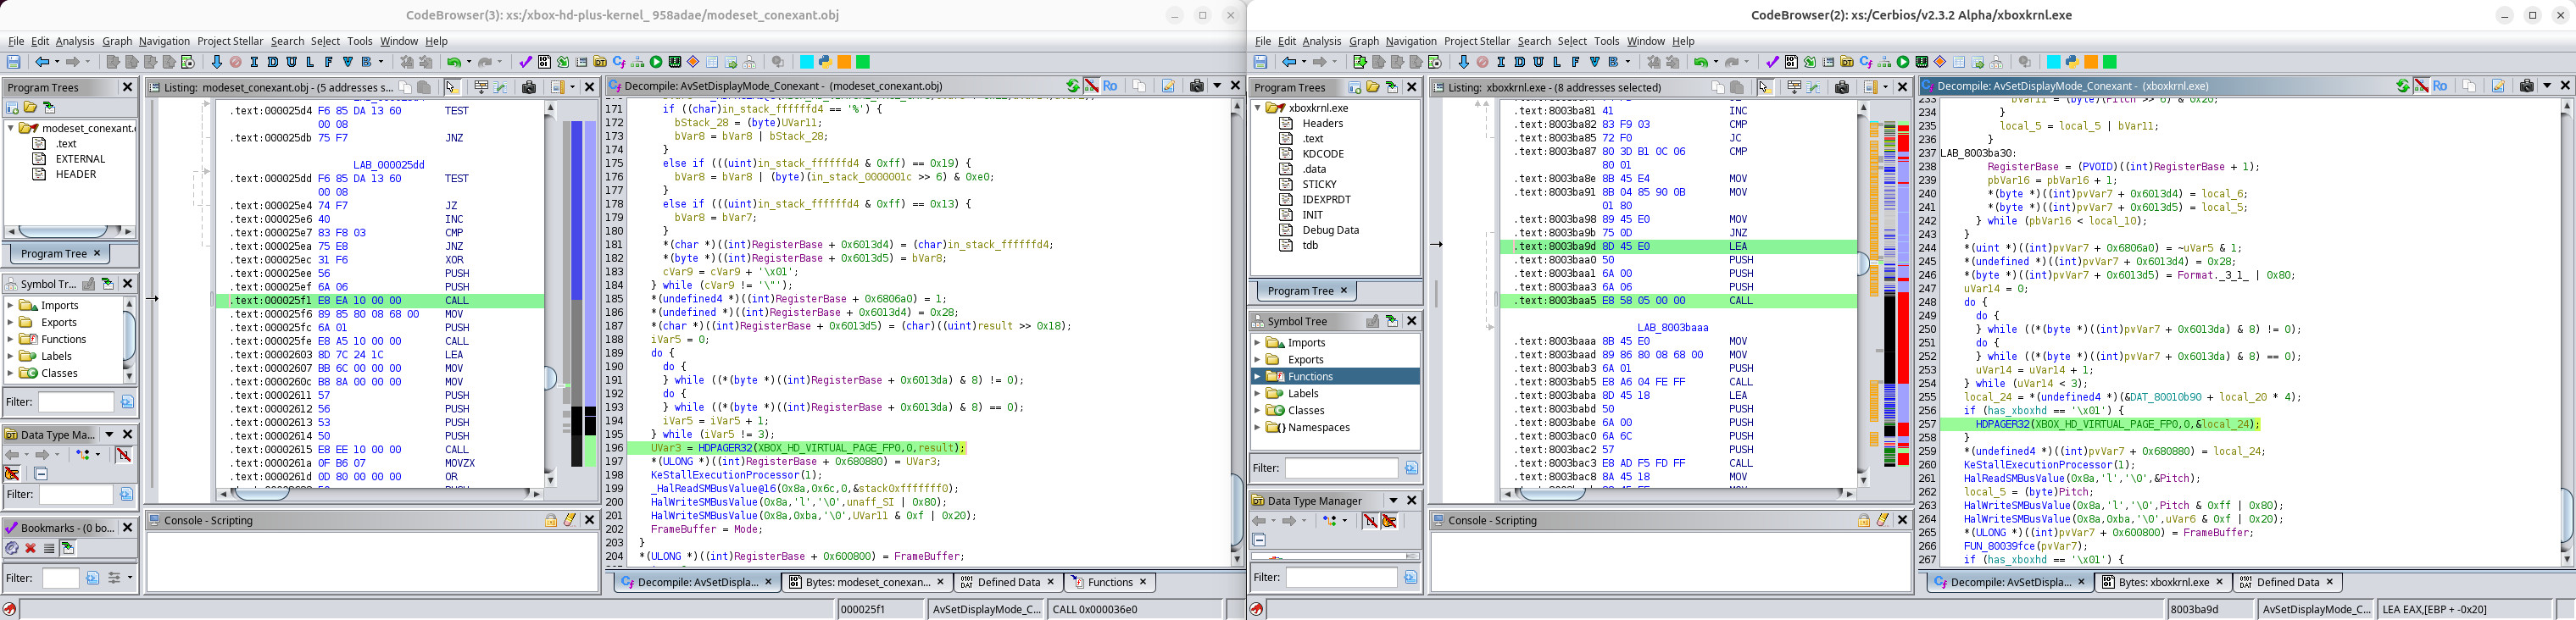 CodeBrowser(3): xs:/xbox-hd-plus-kernel_ 958adae/modeset_conexant.obj
File Edit Analysis Graph Navigation Project Stellar Search Select Tools Window Help
Program Trees
modeset_conexant.o
.text
EXTERNAL
HEADER
Program Tree
Symbol Tr...
Imports
Exports
Functions
Labels
Classes
Filter:
Data Type Ma...
Filter:
Bookmarks - (0 bo...
Filter:
Listing: modeset_conexant.obj - (5 addresses s...
.text:000025d4 F6 85 DA 13 60 TEST
00 08
.text:000025db 75 F7 JNZ
LAB_000025dd
.text:000025dd F6 85 DA 13 60 TEST
00 08
.text:000025e4 74 F7 JZ
.text:000025e6 40 INC
.text:000025e7 83 F8 03 CMP
.text:000025ea 75 E8 JNZ
.text:000025ec 31 F6 XOR
.text:000025ee 56 PUSH
.text:000025ef 6A 06 PUSH
.text:000025f1 E8 EA 10 00 00 CALL
.text:000025f6 89 85 80 08 68 00 MOV
.text:000025fc 6A 01 PUSH
.text:000025fe E8 A5 10 00 00 CALL
.text:00002603 8D 7C 24 1C LEA
.text:00002607 BB 6C 00 00 00 MOV
.text:0000260c B8 8A 00 00 00 MOV
.text:00002611 57 PUSH
.text:00002612 56 PUSH
.text:00002613 53 PUSH
.text:00002614 50 PUSH
.text:00002615 E8 EE 10 00 00 CALL
.text:0000261a 0F B6 07 MOVZX
.text:0000261d 0D 80 00 00 00 OR
Console - Scripting
Decompile: AvSetDisplayMode_Conexant - (modeset_conexant.obj)
171 if ((char)in_stack_ffffffd4 == '%') {
172 bStack_28 = (byte)UVar11;
173 bVar8 = bVar8 | bStack_28;
174 }
175 else if (((uint)in_stack_ffffffd4 & 0xff) == 0x19) {
176 bVar8 = bVar8 | (byte)(in_stack_0000001c >> 6) & 0xe0;
177 }
178 else if (((uint)in_stack_ffffffd4 & 0xff) == 0x13) {
179 bVar8 = bVar7;
180 }
181 *(char *)((int)RegisterBase + 0x6013d4) = (char)in_stack_ffffffd4;
182 *(byte *)((int)RegisterBase + 0x6013d5) = bVar8;
183 cVar9 = cVar9 + '\x01';
184 } while (cVar9 != '\"');
185 *(undefined4 *)((int)RegisterBase + 0x6806a0) = 1;
186 *(undefined *)((int)RegisterBase + 0x6013d4) = 0x28;
187 *(char *)((int)RegisterBase + 0x6013d5) = (char)((uint)result >> 0x18);
188 iVar5 = 0;
189 do {
190 do {
191 } while ((*(byte *)((int)RegisterBase + 0x6013da) & 8) != 0);
192 do {
193 } while ((*(byte *)((int)RegisterBase + 0x6013da) & 8) == 0);
194 iVar5 = iVar5 + 1;
195 } while (iVar5 != 3);
196 UVar3 = HDPAGER32(XBOX_HD_VIRTUAL_PAGE_FP0,0,result);
197 *(ULONG *)((int)RegisterBase + 0x680880) = UVar3;
198 KeStallExecutionProcessor(1);
199 _HalReadSMBusValue@16(0x8a,0x6c,0,&stack0xfffffff0);
200 HalWriteSMBusValue(0x8a,'l','\0',unaff_SI | 0x80);
201 HalWriteSMBusValue(0x8a,0xba,'\0',UVar11 & 0xf | 0x20);
202 FrameBuffer = Mode;
203 }
204 *(ULONG *)((int)RegisterBase + 0x600800) = FrameBuffer;
Decompile: AvSetDispla...
Bytes: modeset_conexan...
Defined Data
Functions
000025f1
AvSetDisplayMode_C...
CALL 0x000036e0
CodeBrowser(2): xs:/Cerbios/v2.3.2 Alpha/xboxkrnl.exe
File Edit Analysis Graph Navigation Project Stellar Search Select Tools Window Help
Program Trees
xboxkrnl.exe
Headers
.text
KDCODE
.data
STICKY
IDEXPRDT
INIT
Debug Data
tdb
Program Tree
Symbol Tree
Imports
Exports
Functions
Labels
Classes
Namespaces
Filter:
Data Type Manager
Filter:
Listing: xboxkrnl.exe - (8 addresses selected)
.text:8003ba81 41 INC
.text:8003ba82 83 F9 03 CMP
.text:8003ba85 72 F0 JC
.text:8003ba87 80 3D B1 0C 06 CMP
80 01
.text:8003ba8e 8B 45 E4 MOV
.text:8003ba91 8B 04 85 90 0B MOV
01 80
.text:8003ba98 89 45 E0 MOV
.text:8003ba9b 75 0D JNZ
.text:8003ba9d 8D 45 E0 LEA
.text:8003baa0 50 PUSH
.text:8003baa1 6A 00 PUSH
.text:8003baa3 6A 06 PUSH
.text:8003baa5 E8 58 05 00 00 CALL
LAB_8003baaa
.text:8003baaa 8B 45 E0 MOV
.text:8003baad 89 86 80 08 68 00 MOV
.text:8003bab3 6A 01 PUSH
.text:8003bab5 E8 A6 04 FE FF CALL
.text:8003baba 8D 45 18 LEA
.text:8003babd 50 PUSH
.text:8003babe 6A 00 PUSH
.text:8003bac0 6A 6C PUSH
.text:8003bac2 57 PUSH
.text:8003bac3 E8 AD F5 FD FF CALL
.text:8003bac8 8A 45 18 MOV
Console - Scripting
Decompile: AvSetDisplayMode_Conexant - (xboxkrnl.exe)
233 bVar11 = (byte)(Pitch >> 6) & 0x20;
234 }
235 local_5 = local_5 | bVar11;
236 }
237 LAB_8003ba30:
238 RegisterBase = (PVOID)((int)RegisterBase + 1);
239 pbVar16 = pbVar16 + 1;
240 *(byte *)((int)pvVar7 + 0x6013d4) = local_6;
241 *(byte *)((int)pvVar7 + 0x6013d5) = local_5;
242 } while (pbVar16 < local_10);
243 }
244 *(uint *)((int)pvVar7 + 0x6806a0) = ~uVar5 & 1;
245 *(undefined *)((int)pvVar7 + 0x6013d4) = 0x28;
246 *(byte *)((int)pvVar7 + 0x6013d5) = Format._3_1_ | 0x80;
247 uVar14 = 0;
248 do {
249 do {
250 } while ((*(byte *)((int)pvVar7 + 0x6013da) & 8) != 0);
251 do {
252 } while ((*(byte *)((int)pvVar7 + 0x6013da) & 8) == 0);
253 uVar14 = uVar14 + 1;
254 } while (uVar14 < 3);
255 local_24 = *(undefined4 *)(&DAT_80010b90 + local_20 * 4);
256 if (has_xboxhd == '\x01') {
257 HDPAGER32(XBOX_HD_VIRTUAL_PAGE_FP0,0,&local_24);
258 }
259 *(undefined4 *)((int)pvVar7 + 0x680880) = local_24;
260 KeStallExecutionProcessor(1);
261 HalReadSMBusValue(0x8a,'l','\0',&Pitch);
262 local_5 = (byte)Pitch;
263 HalWriteSMBusValue(0x8a,'l','\0',Pitch & 0xff | 0x80);
264 HalWriteSMBusValue(0x8a,0xba,'\0',uVar6 & 0xf | 0x20);
265 *(ULONG *)((int)pvVar7 + 0x600800) = FrameBuffer;
266 FUN_80039fce(pvVar7);
267 if (has_xboxhd == '\x01') {
Decompile: AvSetDispla...
Bytes: xboxkrnl.exe
Defined Data
8003ba9d
AvSetDisplayMode_C...
LEA EAX,[EBP + -0x20]